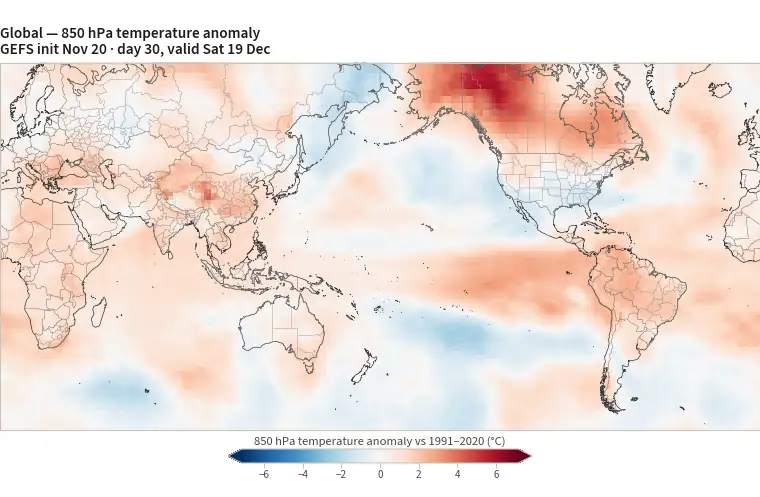 Global — 850 hPa temperature anomaly
GEFS init Nov 20 · day 30, valid Sat 19 Dec
850 hPa temperature anomaly vs 1991–2020 (°C)
−6 −4 −2 0 2 4 6